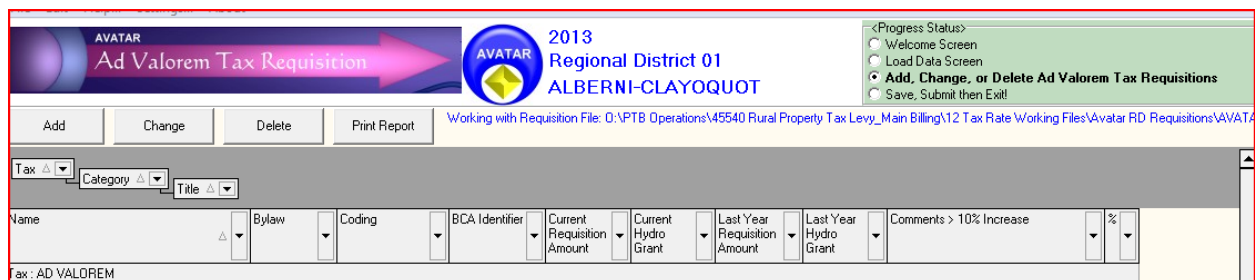 AVATAR
Ad Valorem Tax Requisition
AVATAR
2013
Regional District 01
ALBERNI-CLAYOQUOT
<Progress Status>
Welcome Screen
Load Data Screen
Add, Change, or Delete Ad Valorem Tax Requisitions
Save, Submit then Exit!
Add Change Delete Print Report
Working with Requisition File: O:\PTB Operations\45540 Rural Property Tax Levy_Main Billing\12 Tax Rate Working Files\Avatar RD Requisitions\AVATA
Tax
Category
Title
Name Bylaw Coding BCA Identifier Current Current Last Year Last Year Comments > 10% Increase %
Requisition Hydro Requisition Hydro
Amount Grant Amount Grant
Tax : AD VALOREM